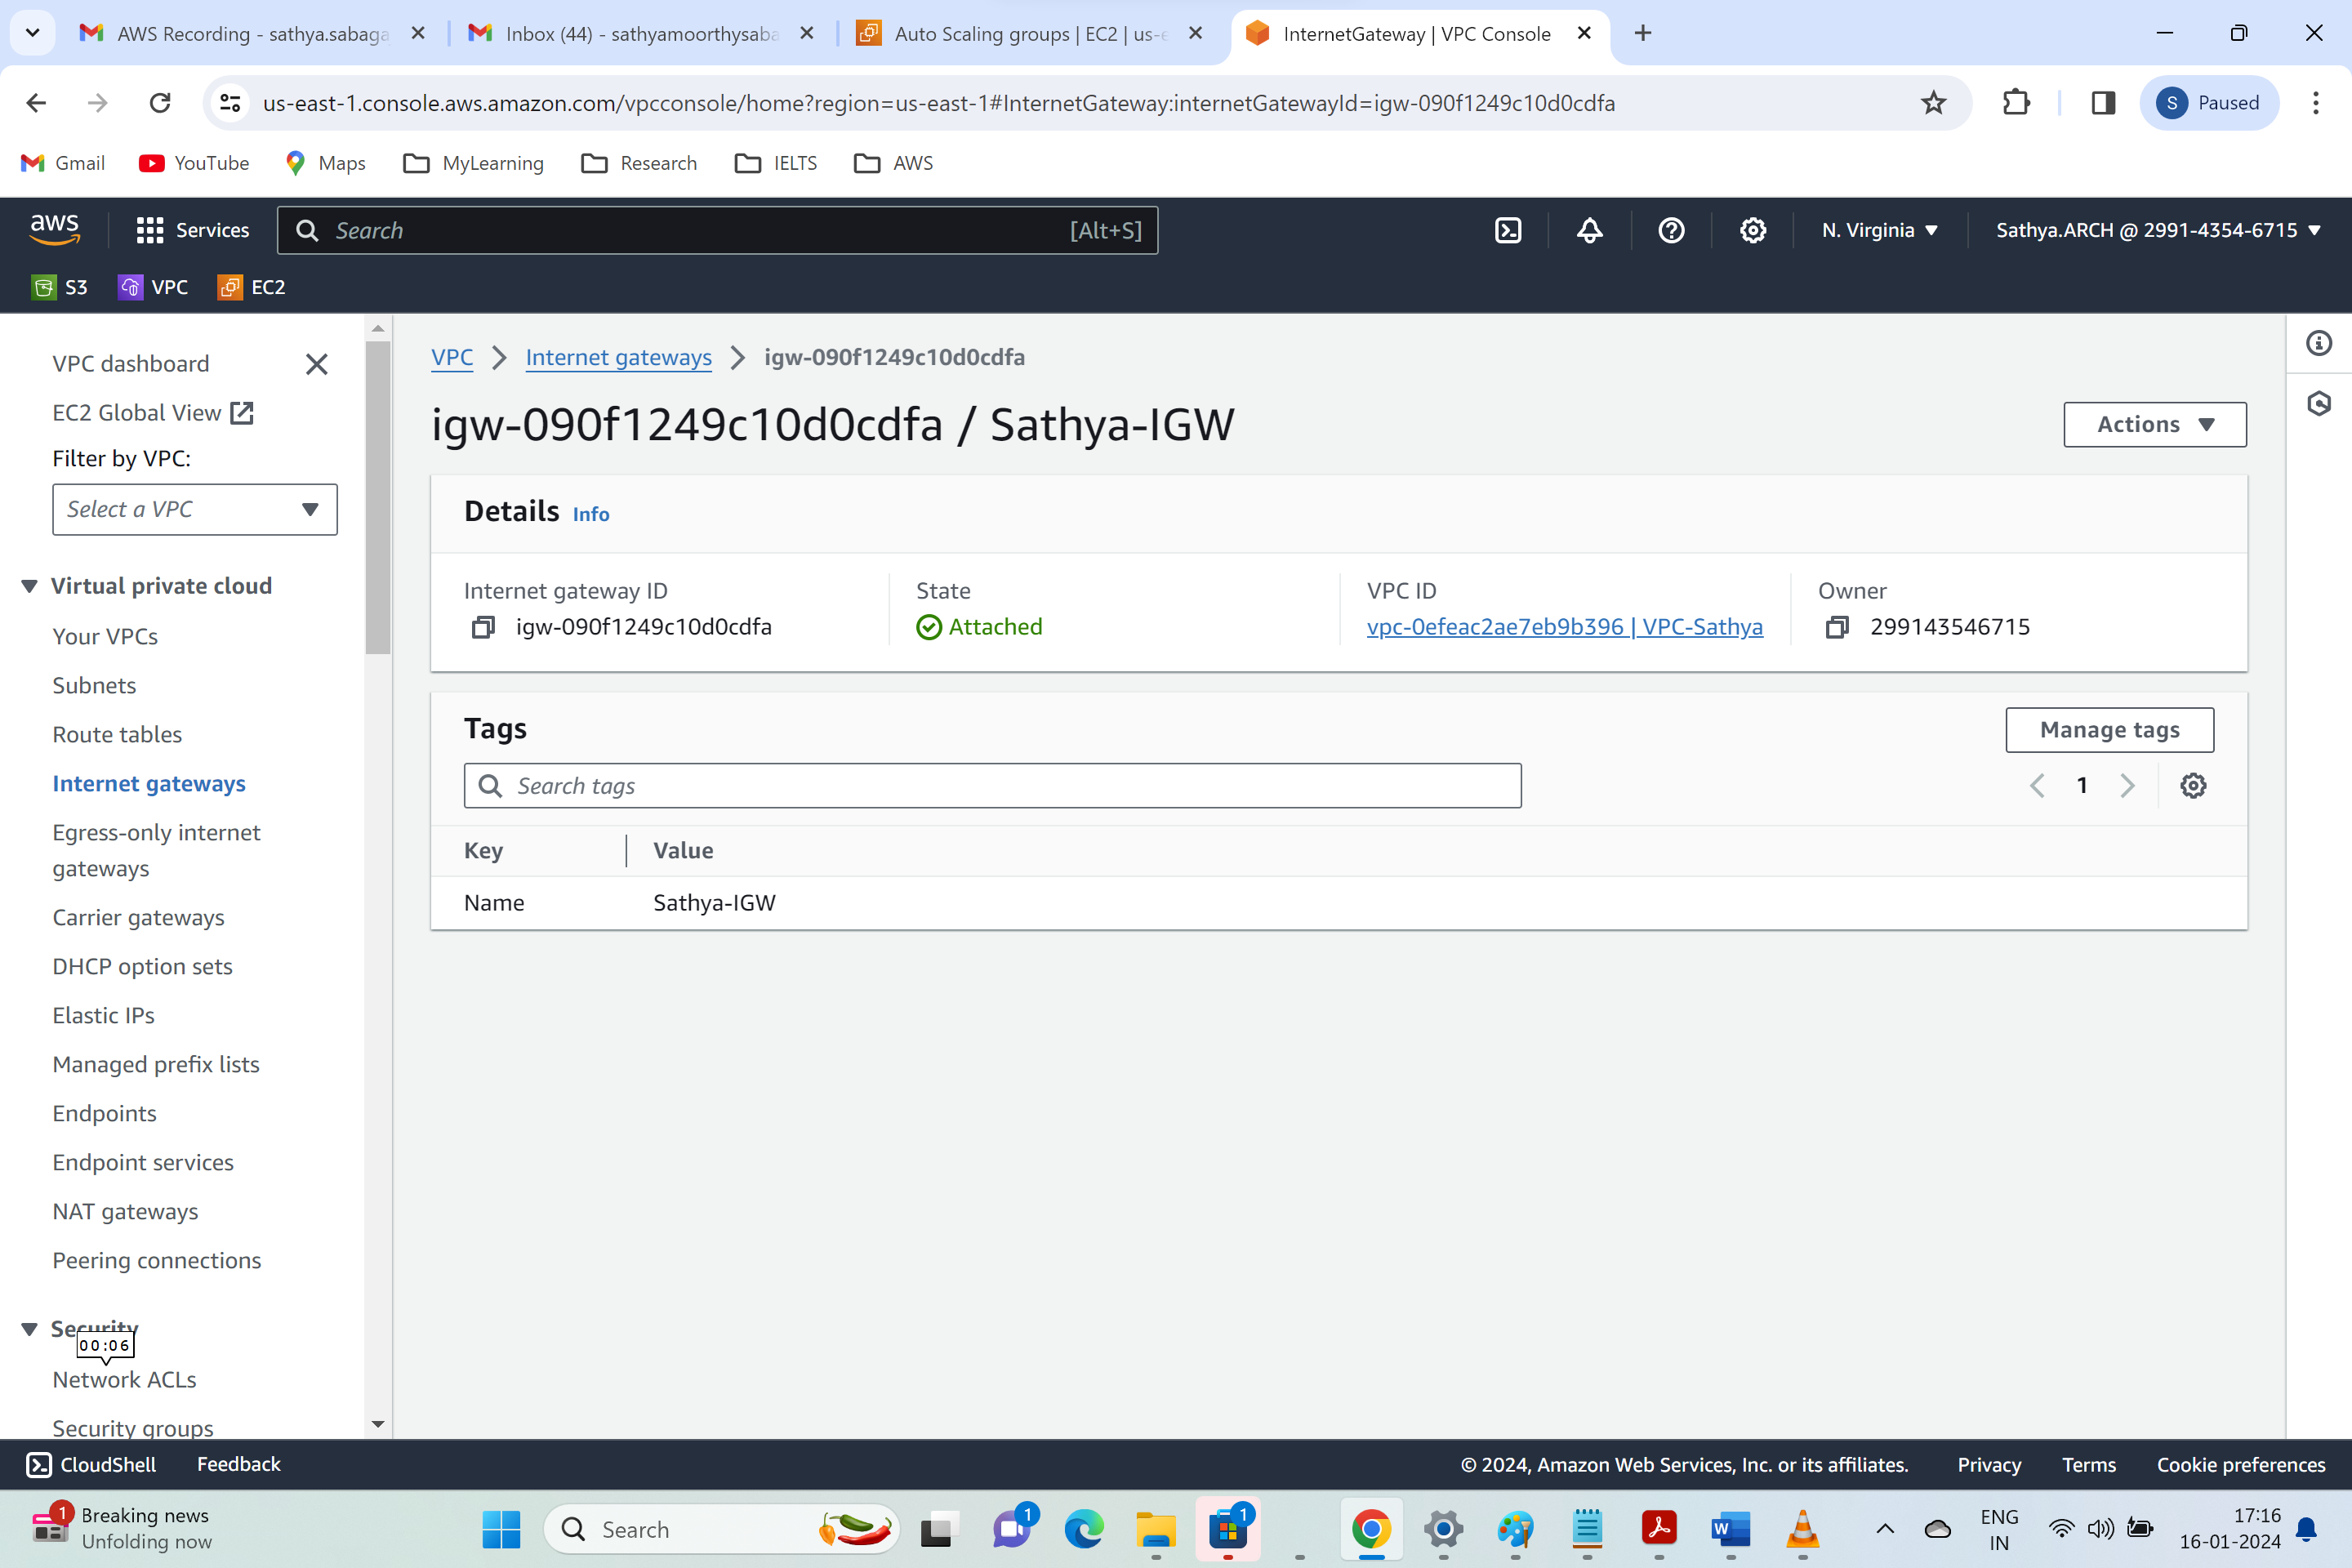 AWS Recording - sathya.sabaga
Inbox (44) - sathyamoorthysaba
Auto Scaling groups | EC2 | us-e
InternetGateway | VPC Console
us-east-1.console.aws.amazon.com/vpcconsole/home?region=us-east-1#InternetGateway:internetGatewayId=igw-090f1249c10d0cdfa
S Paused
Gmail YouTube Maps MyLearning Research IELTS AWS
aws Services Search [Alt+S] N. Virginia Sathya.ARCH @ 2991-4354-6715
S3 VPC EC2
VPC dashboard
EC2 Global View
Filter by VPC:
Select a VPC
Virtual private cloud
Your VPCs
Subnets
Route tables
Internet gateways
Egress-only internet
gateways
Carrier gateways
DHCP option sets
Elastic IPs
Managed prefix lists
Endpoints
Endpoint services
NAT gateways
Peering connections
Security
00:06
Network ACLs
Security groups
VPC Internet gateways igw-090f1249c10d0cdfa
igw-090f1249c10d0cdfa / Sathya-IGW
Actions
Details Info
Internet gateway ID
igw-090f1249c10d0cdfa
State
Attached
VPC ID
vpc-0efeac2ae7eb9b396 | VPC-Sathya
Owner
299143546715
Tags
Manage tags
Search tags
1
Key Value
Name Sathya-IGW
CloudShell Feedback © 2024, Amazon Web Services, Inc. or its affiliates. Privacy Terms Cookie preferences
1
Breaking news
Unfolding now
Search
1
1
W
ENG
IN
17:16
16-01-2024